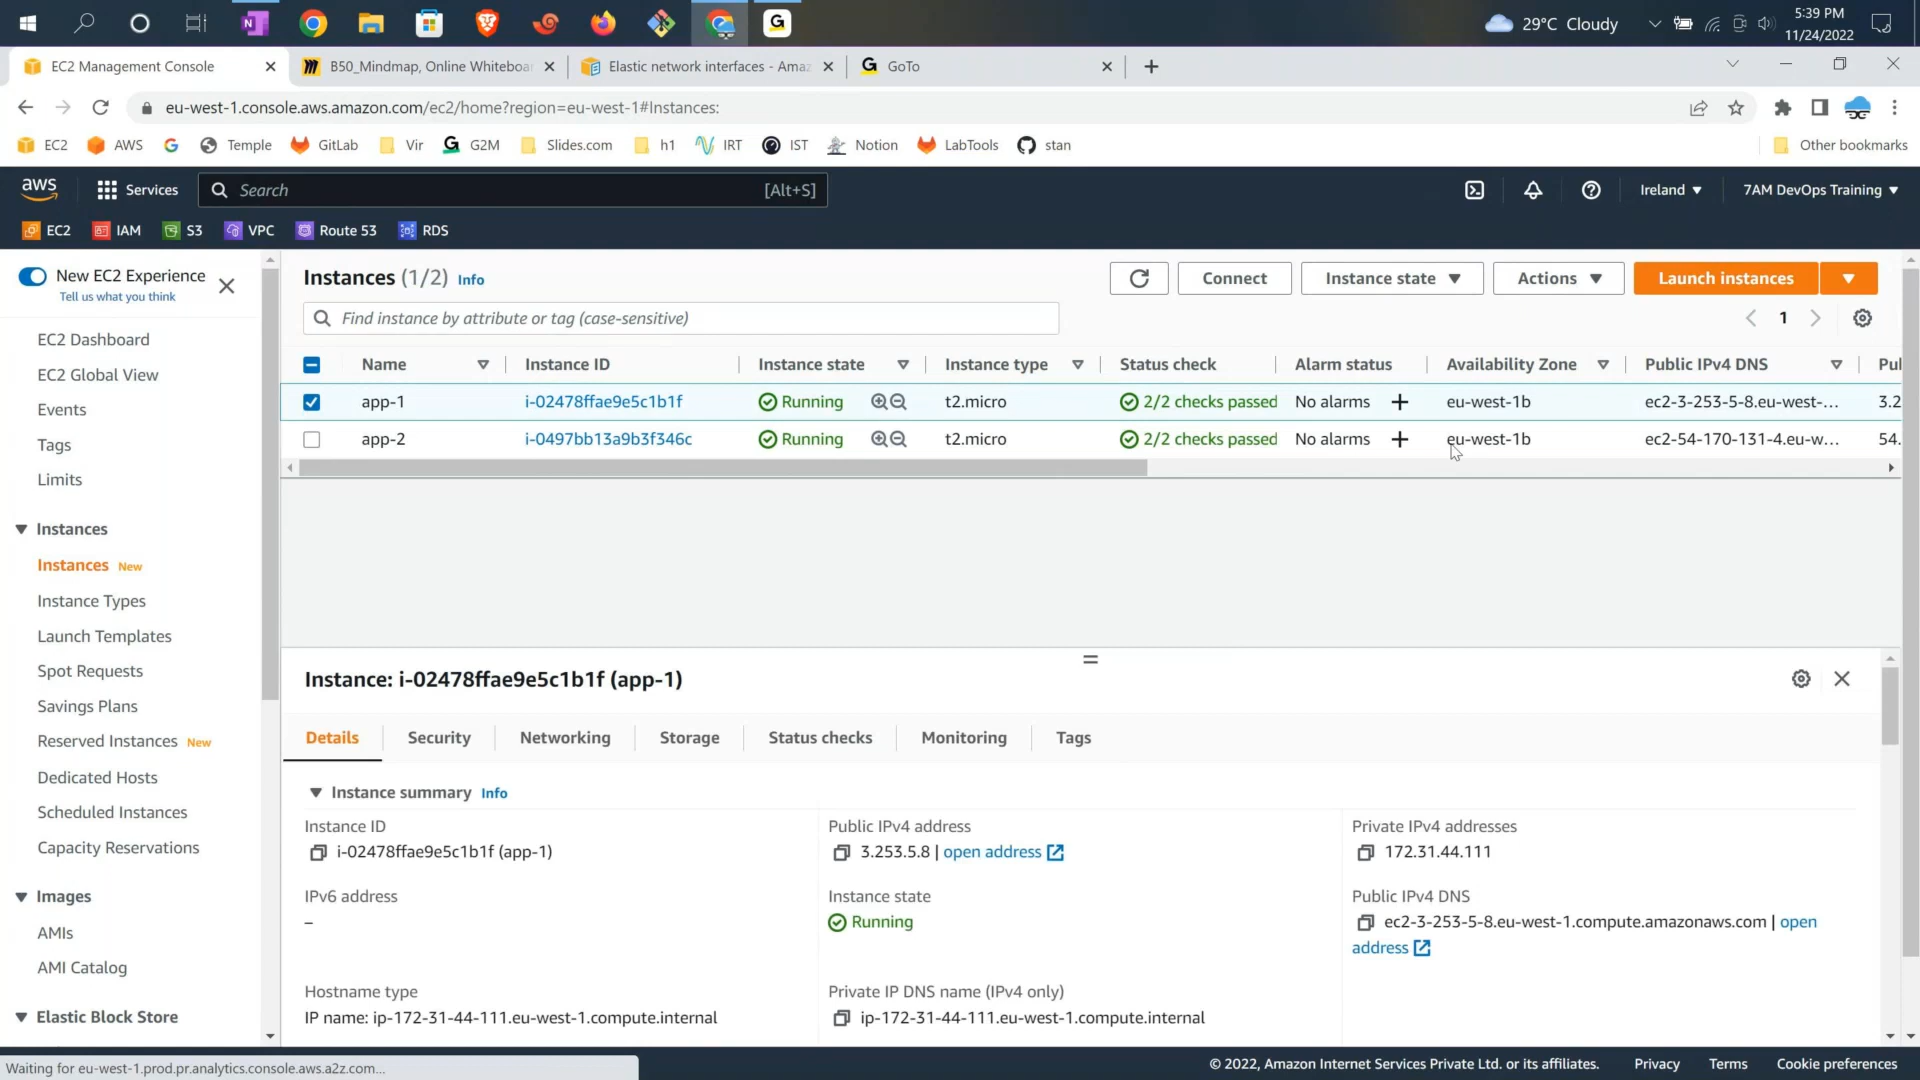 29°C Cloudy
5:39 PM
11/24/2022
EC2 Management Console
B50_Mindmap, Online Whiteboar
Elastic network interfaces - Amaz
GoTo
eu-west-1.console.aws.amazon.com/ec2/home?region=eu-west-1#Instances:
EC2 AWS Temple GitLab Vir G2M Slides.com h1 IRT IST Notion LabTools stan Other bookmarks
aws Services Search [Alt+S] Ireland 7AM DevOps Training
EC2 IAM S3 VPC Route 53 RDS
New EC2 Experience
Tell us what you think
EC2 Dashboard
EC2 Global View
Events
Tags
Limits
Instances
Instances New
Instance Types
Launch Templates
Spot Requests
Savings Plans
Reserved Instances New
Dedicated Hosts
Scheduled Instances
Capacity Reservations
Images
AMIs
AMI Catalog
Elastic Block Store
Instances (1/2) Info
Connect Instance state Actions Launch instances
Find instance by attribute or tag (case-sensitive)
1
Name Instance ID Instance state Instance type Status check Alarm status Availability Zone Public IPv4 DNS Pul
app-1 i-02478ffae9e5c1b1f Running t2.micro 2/2 checks passed No alarms + eu-west-1b ec2-3-253-5-8.eu-west-... 3.2
app-2 i-0497bb13a9b3f346c Running t2.micro 2/2 checks passed No alarms + eu-west-1b ec2-54-170-131-4.eu-w... 54.
Instance: i-02478ffae9e5c1b1f (app-1)
Details Security Networking Storage Status checks Monitoring Tags
Instance summary Info
Instance ID
i-02478ffae9e5c1b1f (app-1)
Public IPv4 address
3.253.5.8 | open address
Private IPv4 addresses
172.31.44.111
IPv6 address
–
Instance state
Running
Public IPv4 DNS
ec2-3-253-5-8.eu-west-1.compute.amazonaws.com | open
address
Hostname type
IP name: ip-172-31-44-111.eu-west-1.compute.internal
Private IP DNS name (IPv4 only)
ip-172-31-44-111.eu-west-1.compute.internal
Waiting for eu-west-1.prod.pr.analytics.console.aws.a2z.com...
© 2022, Amazon Internet Services Private Ltd. or its affiliates. Privacy Terms Cookie preferences